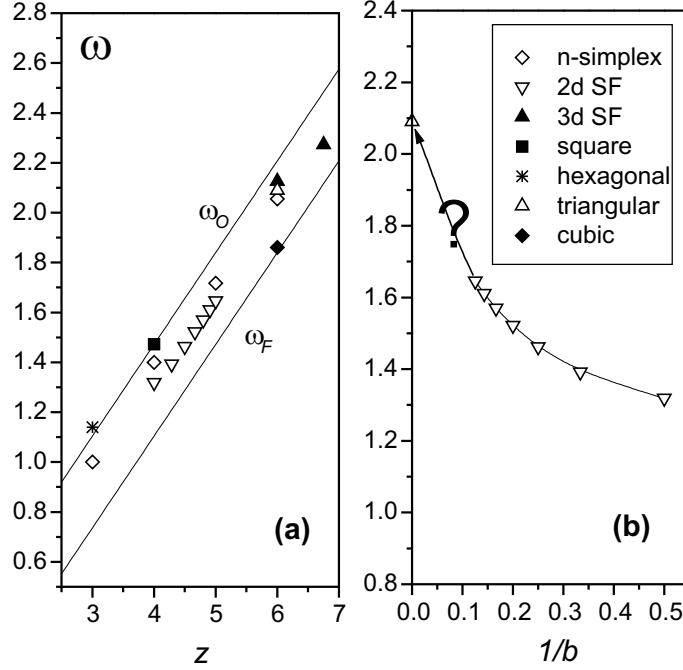 ω
2.8
2.6
2.4
2.2
2.0
1.8
1.6
1.4
1.2
1.0
0.8
0.6
3 4 5 6 7
z
ωO
ωF
(a)
2.4
2.2
2.0
1.8
1.6
1.4
1.2
1.0
0.8
0.0 0.1 0.2 0.3 0.4 0.5
1/b
?
(b)
n-simplex
2d SF
3d SF
square
hexagonal
triangular
cubic